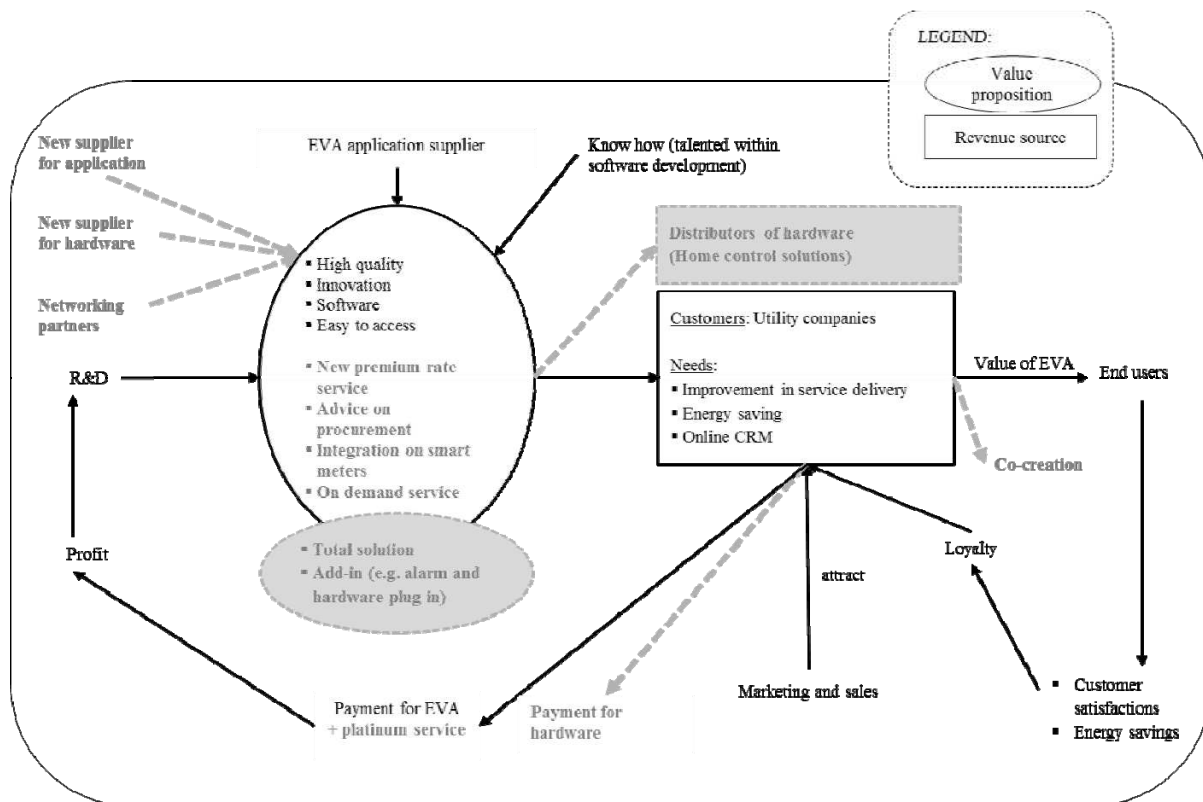 LEGEND:
Value
proposition
Revenue source
New supplier
for application
EVA application supplier
Know how (talented within
software development)
New supplier
for hardware
Networking
partners
▪ High quality
▪ Innovation
▪ Software
▪ Easy to access
▪ New premium rate
service
▪ Advice on
procurement
▪ Integration on smart
meters
▪ On demand service
▪ Total solution
▪ Add-in (e.g. alarm and
hardware plug in)
Distributors of hardware
(Home control solutions)
Customers: Utility companies
Needs:
▪ Improvement in service delivery
▪ Energy saving
▪ Online CRM
R&D
Value of EVA
End users
Co-creation
Profit
Loyalty
attract
Payment for EVA
+ platinum service
Payment for
hardware
Marketing and sales
▪ Customer
satisfactions
▪ Energy savings